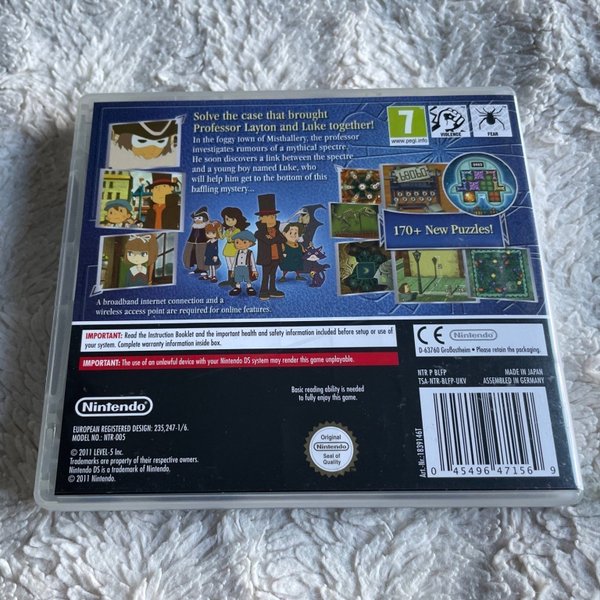 Solve the case that brought
Professor Layton and Luke together!
In the foggy town of Misthallery, the professor
investigates rumours of a mythical spectre.
He soon discovers a link between the spectre
and a young boy named Luke, who
will help him get to the bottom of this
baffling mystery...
7
www.pegi.info
VIOLENCE
FEAR
170+ New Puzzles!
A broadband internet connection and a
wireless access point are required for online features.
IMPORTANT: Read the Instruction Booklet and the important health and safety information included before setup or use of
your system. Complete warranty information inside box.
IMPORTANT: The use of an unlawful device with your Nintendo DS system may render this game unplayable.
CE Nintendo
D-63760 Großostheim • Please retain the packaging.
Basic reading ability is needed
to fully enjoy this game.
NTR P BLFP
TSA-NTR-BLFP-UKV
MADE IN JAPAN
ASSEMBLED IN GERMANY
Nintendo
EUROPEAN REGISTERED DESIGN: 235,247-1/6.
MODEL NO.: NTR-005
© 2011 LEVEL-5 Inc.
Trademarks are property of their respective owners.
Nintendo DS is a trademark of Nintendo.
© 2011 Nintendo.
Original
Nintendo
Seal of
Quality
Art.-Nr.: 1839146T
0 45496 47156 9